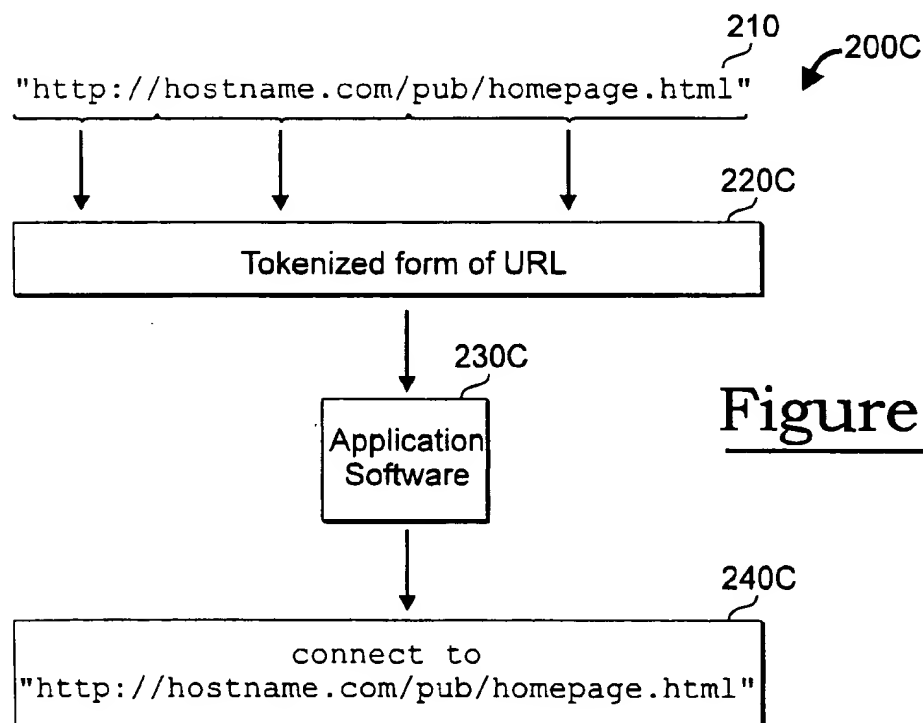 210
200C
"http://hostname.com/pub/homepage.html"
220C
Tokenized form of URL
230C
Application
Software
Figure
240C
connect to
"http://hostname.com/pub/homepage.html"